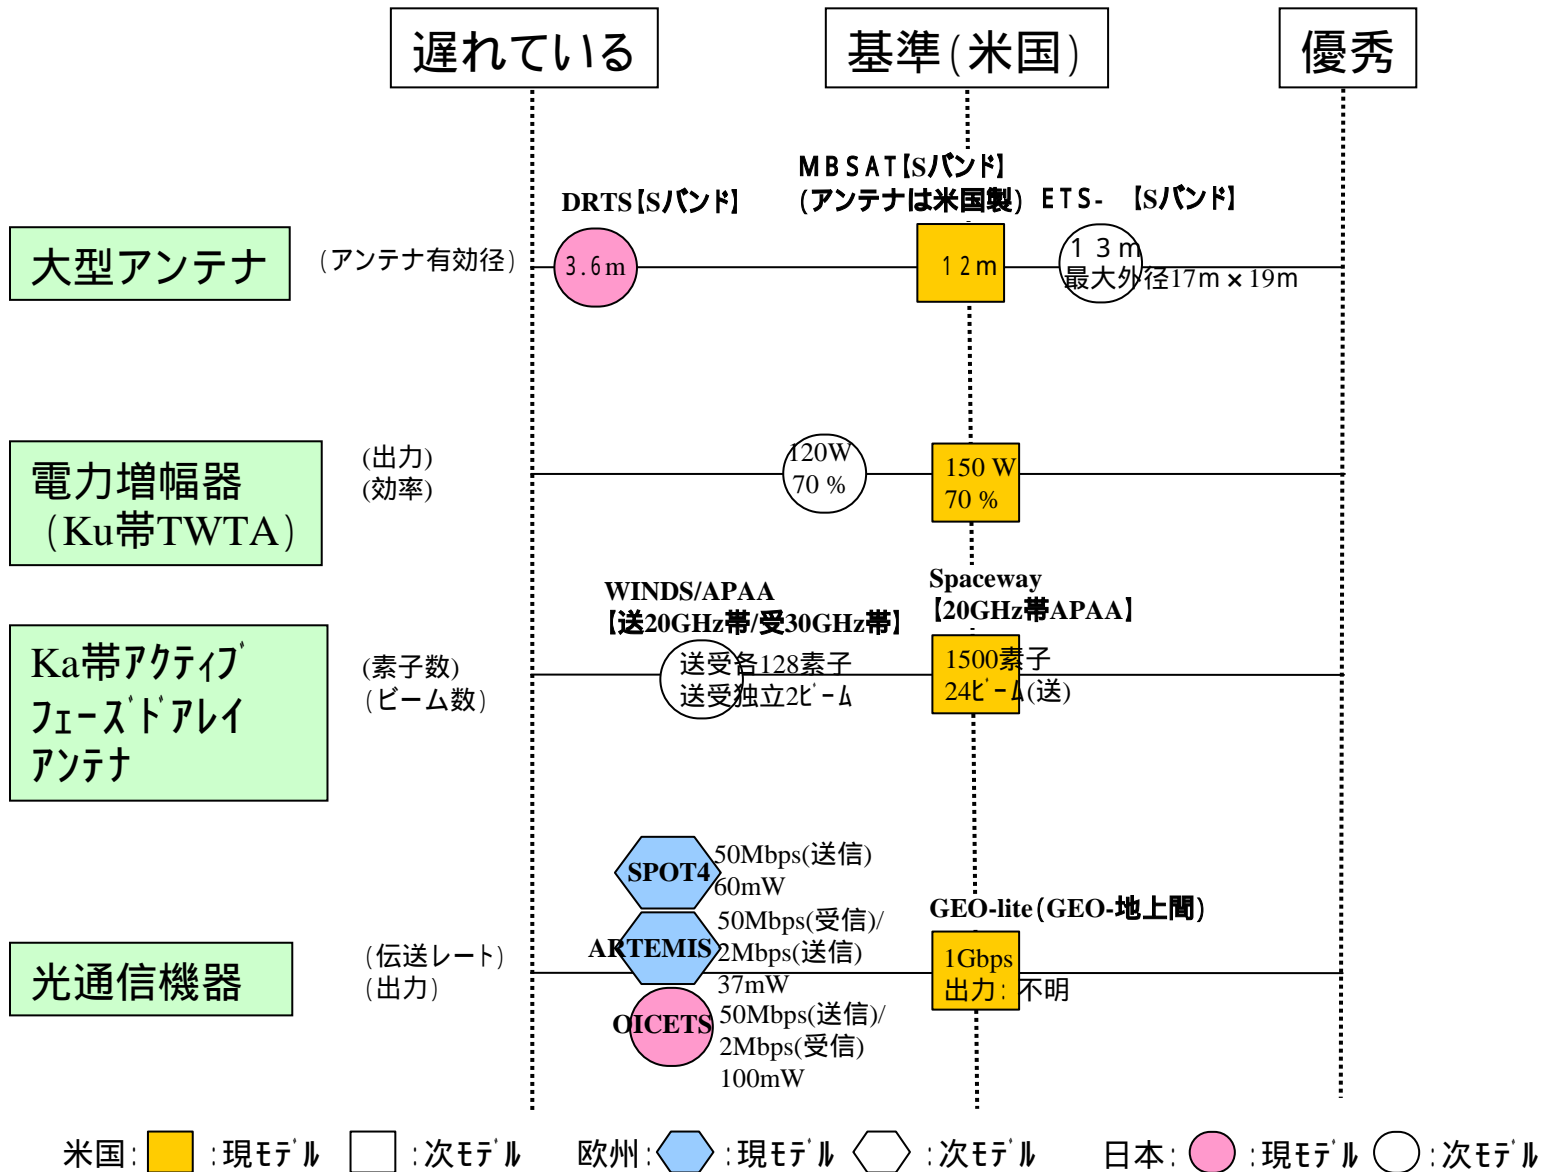 遅れている
基準(米国)
優秀
MBSAT【Sバンド】
(アンテナは米国製)
DRTS【Sバンド】
ETS- 【Sバンド】
大型アンテナ
(アンテナ有効径)
3.6m
12m
13m
最大外径17m×19m
電力増幅器
(Ku帯TWTA)
(出力)
(効率)
120W
70 %
150 W
70 %
WINDS/APAA
【送20GHz帯/受30GHz帯】
Spaceway
【20GHz帯APAA】
Ka帯アクティブ
フェーズドアレイ
アンテナ
(素子数)
(ビーム数)
送受各128素子
送受独立2ビーム
1500素子
24ビーム(送)
SPOT4
50Mbps(送信)
60mW
ARTEMIS
50Mbps(受信)/
2Mbps(送信)
37mW
GEO-lite(GEO-地上間)
光通信機器
(伝送レート)
(出力)
1Gbps
出力:不明
OICETS
50Mbps(送信)/
2Mbps(受信)
100mW
米国: :現モデル :次モデル 欧州: :現モデル :次モデル 日本: :現モデル :次モデル